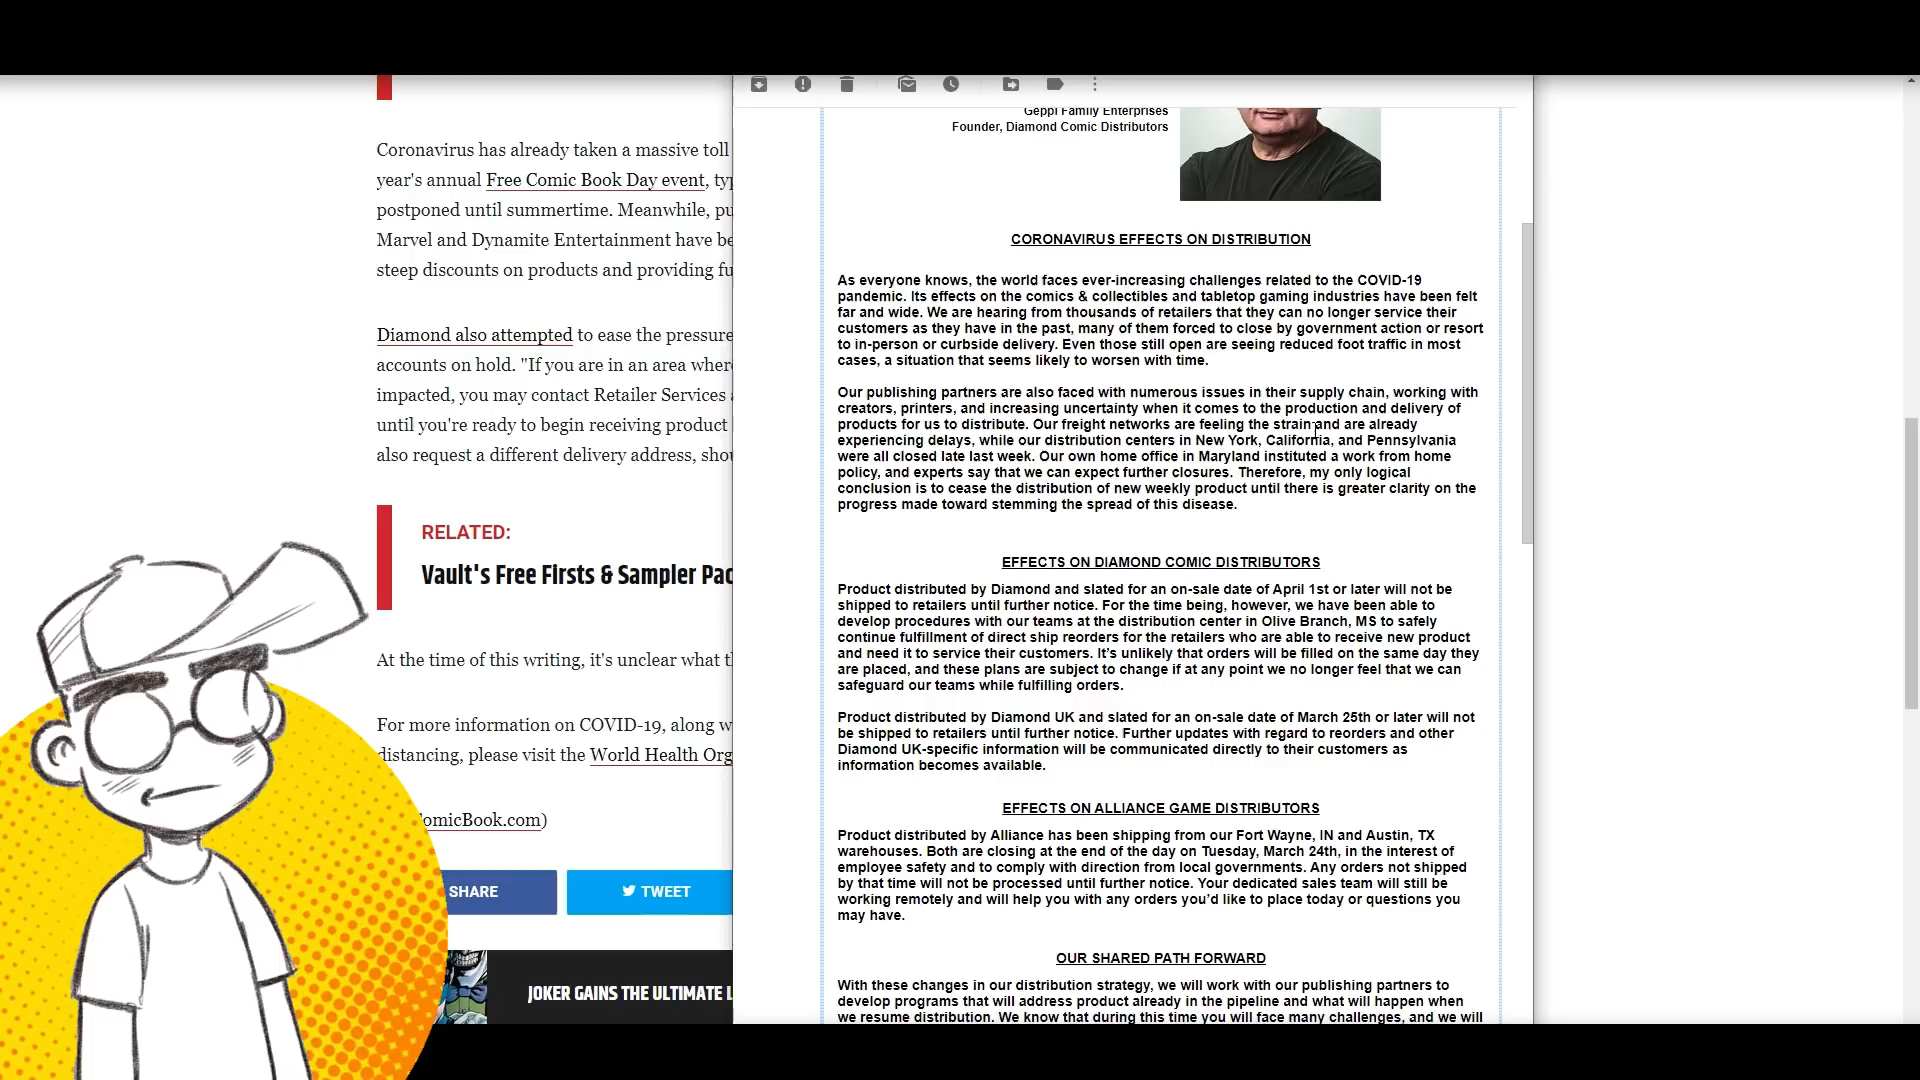 Coronavirus has already taken a massive toll
year's annual Free Comic Book Day event, typ
postponed until summertime. Meanwhile, pu
Marvel and Dynamite Entertainment have be
steep discounts on products and providing fu
Diamond also attempted to ease the pressure
accounts on hold. "If you are in an area where
impacted, you may contact Retailer Services
until you're ready to begin receiving product
also request a different delivery address, shou
RELATED:
Vault's Free Firsts & Sampler Pac
At the time of this writing, it's unclear what th
For more information on COVID-19, along w
distancing, please visit the World Health Org
omicBook.com)
SHARE
TWEET
JOKER GAINS THE ULTIMATE L
Geppi Family Enterprises
Founder, Diamond Comic Distributors
CORONAVIRUS EFFECTS ON DISTRIBUTION
As everyone knows, the world faces ever-increasing challenges related to the COVID-19
pandemic. Its effects on the comics & collectibles and tabletop gaming industries have been felt
far and wide. We are hearing from thousands of retailers that they can no longer service their
customers as they have in the past, many of them forced to close by government action or resort
to in-person or curbside delivery. Even those still open are seeing reduced foot traffic in most
cases, a situation that seems likely to worsen with time.
Our publishing partners are also faced with numerous issues in their supply chain, working with
creators, printers, and increasing uncertainty when it comes to the production and delivery of
products for us to distribute. Our freight networks are feeling the strain and are already
experiencing delays, while our distribution centers in New York, California, and Pennsylvania
were all closed late last week. Our own home office in Maryland instituted a work from home
policy, and experts say that we can expect further closures. Therefore, my only logical
conclusion is to cease the distribution of new weekly product until there is greater clarity on the
progress made toward stemming the spread of this disease.
EFFECTS ON DIAMOND COMIC DISTRIBUTORS
Product distributed by Diamond and slated for an on-sale date of April 1st or later will not be
shipped to retailers until further notice. For the time being, however, we have been able to
develop procedures with our teams at the distribution center in Olive Branch, MS to safely
continue fulfillment of direct ship reorders for the retailers who are able to receive new product
and need it to service their customers. It's unlikely that orders will be filled on the same day they
are placed, and these plans are subject to change if at any point we no longer feel that we can
safeguard our teams while fulfilling orders.
Product distributed by Diamond UK and slated for an on-sale date of March 25th or later will not
be shipped to retailers until further notice. Further updates with regard to reorders and other
Diamond UK-specific information will be communicated directly to their customers as
information becomes available.
EFFECTS ON ALLIANCE GAME DISTRIBUTORS
Product distributed by Alliance has been shipping from our Fort Wayne, IN and Austin, TX
warehouses. Both are closing at the end of the day on Tuesday, March 24th, in the interest of
employee safety and to comply with direction from local governments. Any orders not shipped
by that time will not be processed until further notice. Your dedicated sales team will still be
working remotely and will help you with any orders you'd like to place today or questions you
may have.
OUR SHARED PATH FORWARD
With these changes in our distribution strategy, we will work with our publishing partners to
develop programs that will address product already in the pipeline and what will happen when
we resume distribution. We know that during this time you will face many challenges, and we will